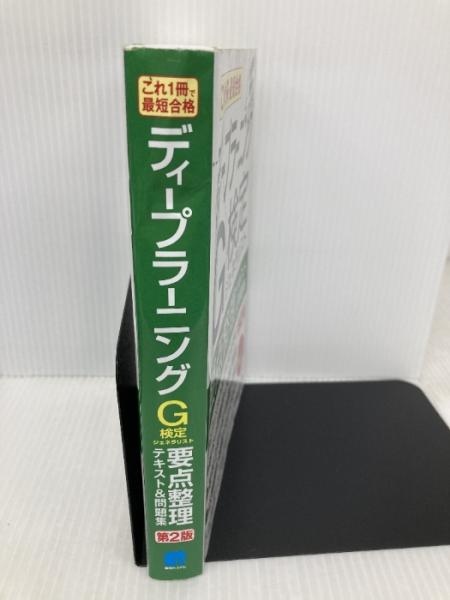 これ1冊で
最短合格
ディープラーニング
G
検定
ジェネラリスト
要点整理
テキスト&問題集
第2版